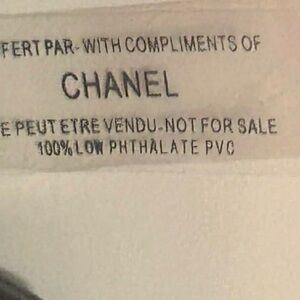 FERT PAR-WITH COMPLIMENTS OF
CHANEL
E PEUT ETRE VENDU-NOT FOR SALE
100% LOW PHTHALATE PVC